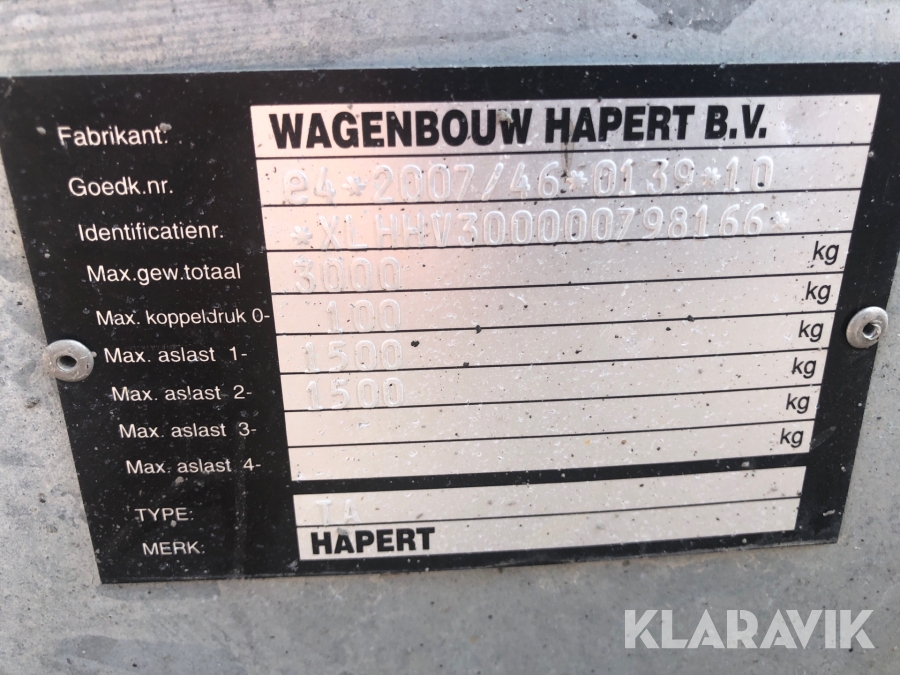 Fabrikant: WAGENBOUW HAPERT B.V.
Goedk.nr. e4*2007/46*0139*10
Identificatienr. *XLHHV3000000798166*
Max.gew.totaal 3000 kg
Max. koppeldruk 0- 100 kg
Max. aslast 1- 1500 kg
Max. aslast 2- 1500 kg
Max. aslast 3- kg
Max. aslast 4- kg
TYPE: TA
MERK: HAPERT
KLARAVIK